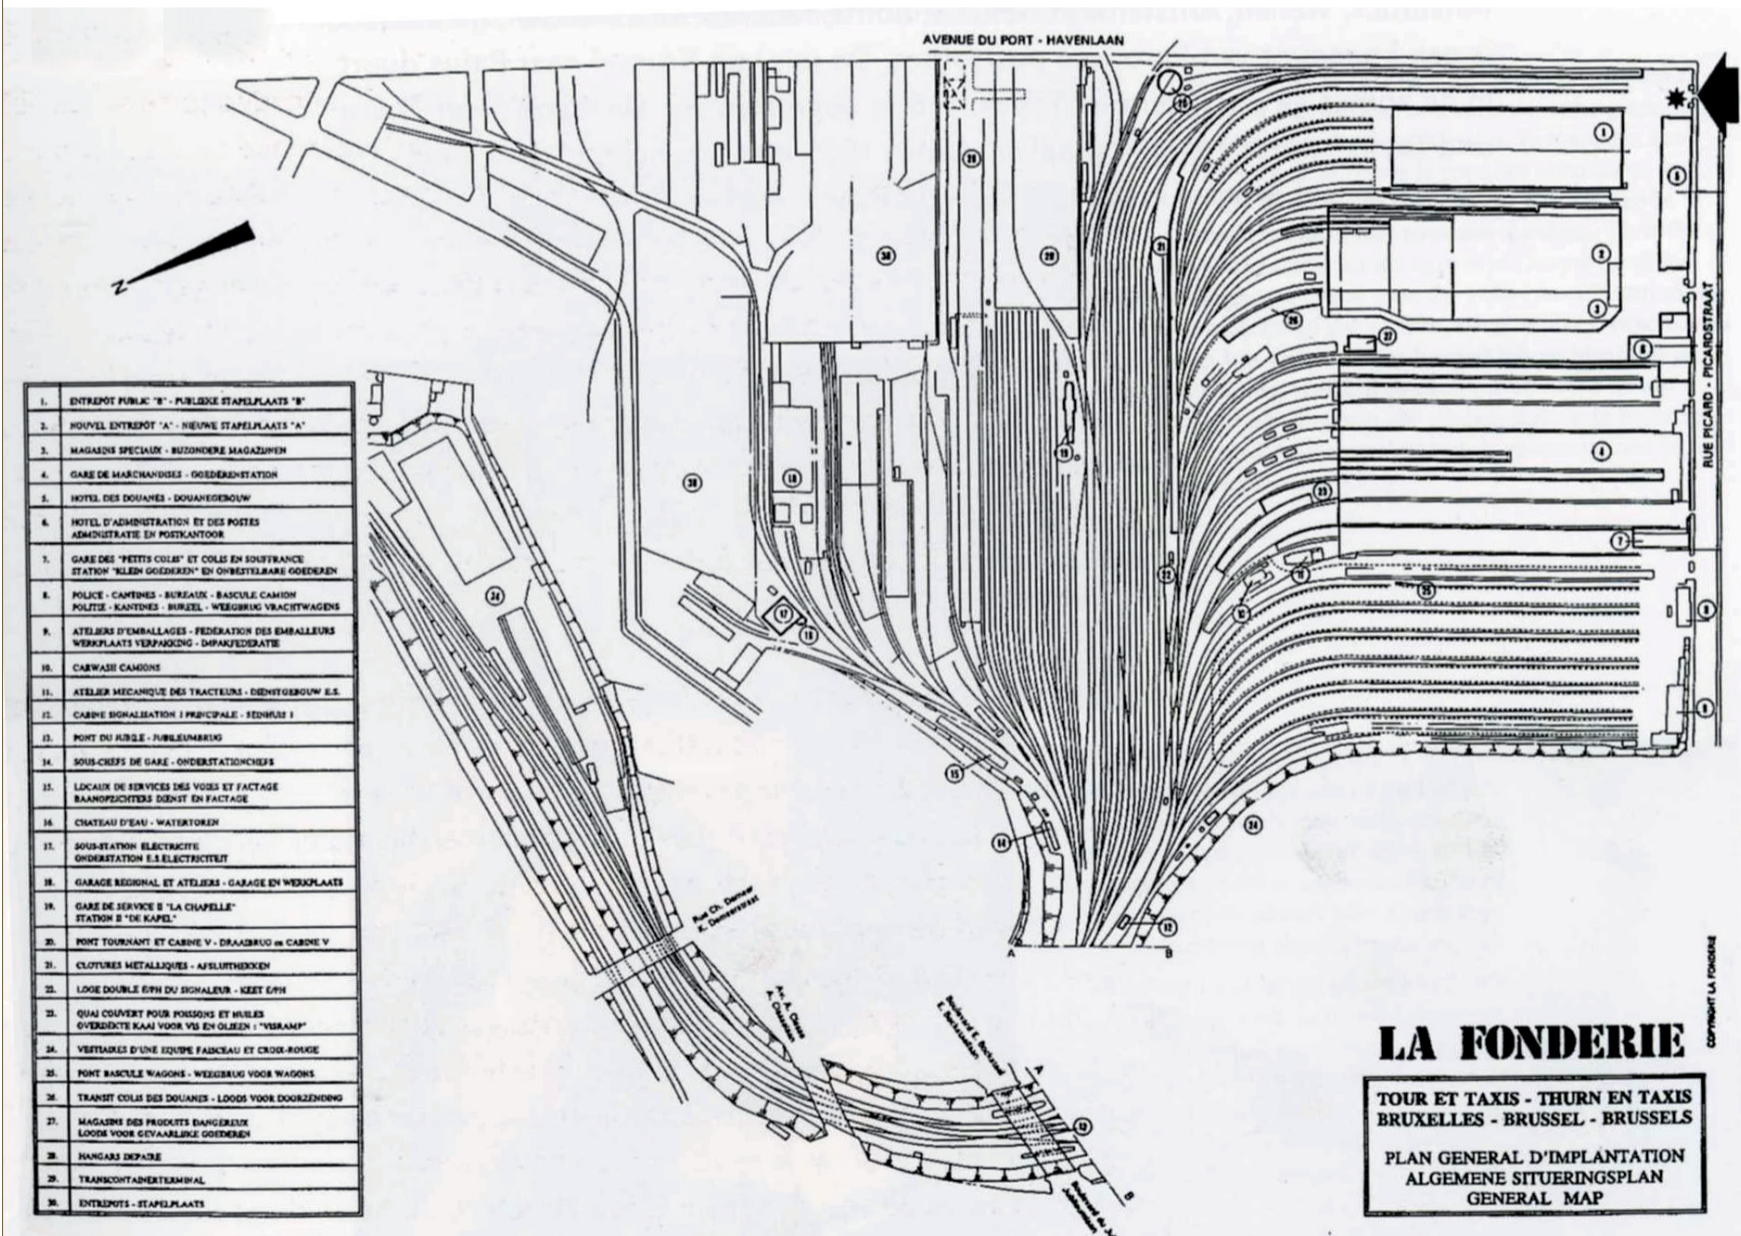 AVENUE DU PORT - HAVENLAAN
RUE PICARD - PICARDSTRAAT
N
1. ENTREPÔT PUBLIC "B" - PUBLIEKE STAPELPLAATS "B"
2. NOUVEL ENTREPÔT "A" - NIEUWE STAPELPLAATS "A"
3. MAGASINS SPECIAUX - BIJZONDERE MAGAZIJNEN
4. GARE DE MARCHANDISES - GOEDERENSTATION
5. HOTEL DES DOUANES - DOUANEGEBOUW
6. HOTEL D'ADMINISTRATION ET DES POSTES
ADMINISTRATIE EN POSTKANTOOR
7. GARE DES "PETITS COLIS" ET COLIS EN SOUFFRANCE
STATION "KLEIN GOEDEREN" EN ONBESTELBARE GOEDEREN
8. POLICE - CANTINES - BUREAUX - BASCULE CAMION
POLITIE - KANTINES - BUREEL - WEEGBRUG VRACHTWAGENS
9. ATELIERS D'EMBALLAGES - FEDERATION DES EMBALLEURS
WERKPLAATS VERPAKKING - INPAKFEDERATIE
10. CARWASH CAMIONS
11. ATELIER MECANIQUE DES TRACTEURS - DIENSTGEBOUW E.S.
12. CABINE SIGNALISATION I PRINCIPALE - SEINHUIS I
13. PONT DU JUBILE - JUBILEUMBRUG
14. SOUS-CHEFS DE GARE - ONDERSTATIONCHEFS
15. LOCAUX DE SERVICES DES VOIES ET FACTAGE
BAANOPZICHTERS DIENST EN FACTAGE
16. CHATEAU D'EAU - WATERTOREN
17. SOUS-STATION ELECTRICITE
ONDERSTATION E.S.ELECTRICITEIT
18. GARAGE REGIONAL ET ATELIERS - GARAGE EN WERKPLAATS
19. GARE DE SERVICE II "LA CHAPELLE"
STATION II "DE KAPEL"
20. PONT TOURNANT ET CABINE V - DRAAIBRUG en CABINE V
21. CLOTURES METALLIQUES - AFSLUITHEKKEN
22. LOGE DOUBLE E/PH DU SIGNALEUR - KEET E/PH
23. QUAI COUVERT POUR POISSONS ET HUILES
OVERDEKTE KAAI VOOR VIS EN OLIEEN : "VISRAMP"
24. VESTIAIRES D'UNE EQUIPE FAISCEAU ET CROIX-ROUGE
25. PONT BASCULE WAGONS - WEEGBRUG VOOR WAGONS
26. TRANSIT COLIS DES DOUANES - LOODS VOOR DOORZENDING
27. MAGASINS DES PRODUITS DANGEREUX
LOODS VOOR GEVAARLIJKE GOEDEREN
28. HANGARS DEPAIRE
29. TRANSCONTAINERTERMINAL
30. ENTREPOTS - STAPELPLAATS
Rue Ch. Demeer
K. Demeerstraat
Boulevard E. Bockstael
A
B
A
B
COPYRIGHT LA FONDERIE
LA FONDERIE
TOUR ET TAXIS - THURN EN TAXIS
BRUXELLES - BRUSSEL - BRUSSELS
PLAN GENERAL D'IMPLANTATION
ALGEMENE SITUERINGSPLAN
GENERAL MAP